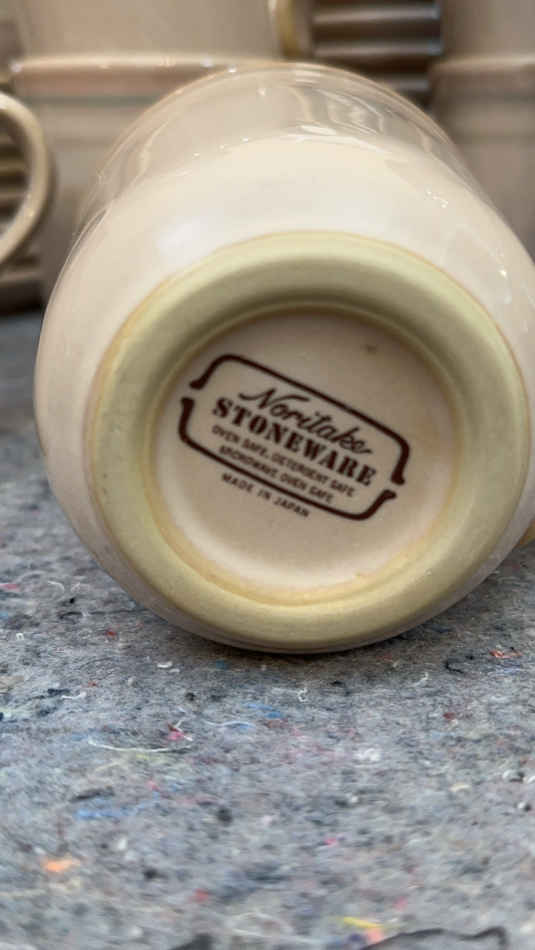 Noritake
STONEWARE
OVEN SAFE, DETERGENT SAFE
MICROWAVE OVEN SAFE
MADE IN JAPAN